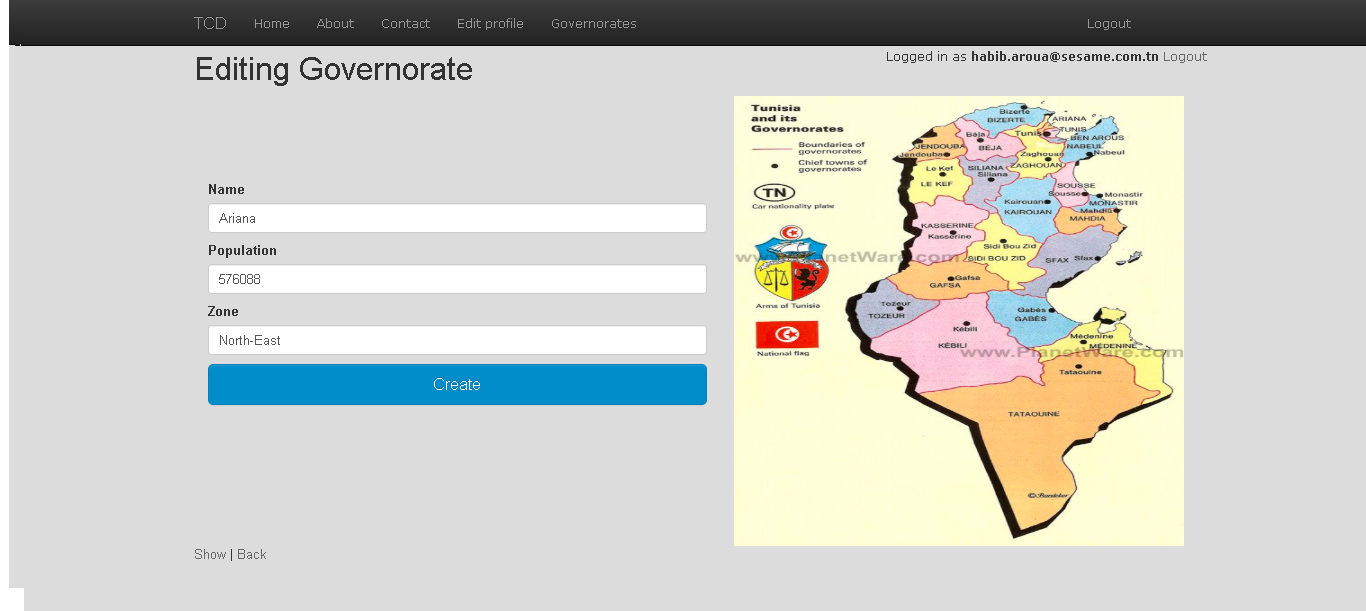 TCD Home About Contact Edit profile Governorates Logout
Logged in as habib.aroua@sesame.com.tn Logout
Editing Governorate
Name
Ariana
Population
576088
Zone
North-East
Create
Show | Back
Tunisia
and its
Governorates
Boundaries of
governorates
Chief towns of
governorates
TN
Car nationality plate
Arms of Tunisia
National flag
Bizerte
BIZERTE
ARIANA
Tunis
TUNIS
BEN AROUS
NABEUL
Nabeul
Béja
BÉJA
JENDOUBA
Jendouba
Zaghouan
ZAGHOUAN
Le Kef
LE KEF
SILIANA
Siliana
SOUSSE
Sousse
Monastir
MONASTIR
Kairouan
KAIROUAN
Mahdia
MAHDIA
KASSERINE
Kasserine
Sidi Bou Zid
SIDI BOU ZID
SFAX
Sfax
Gafsa
GAFSA
Tozeur
TOZEUR
Gabès
GABÈS
Kébili
KÉBILI
Médenine
MÉDENINE
www.PlanetWare.com
Tataouine
TATAOUINE